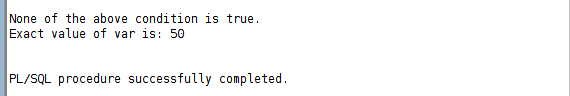 None of the above condition is true.
Exact value of var is: 50
PL/SQL procedure successfully completed.